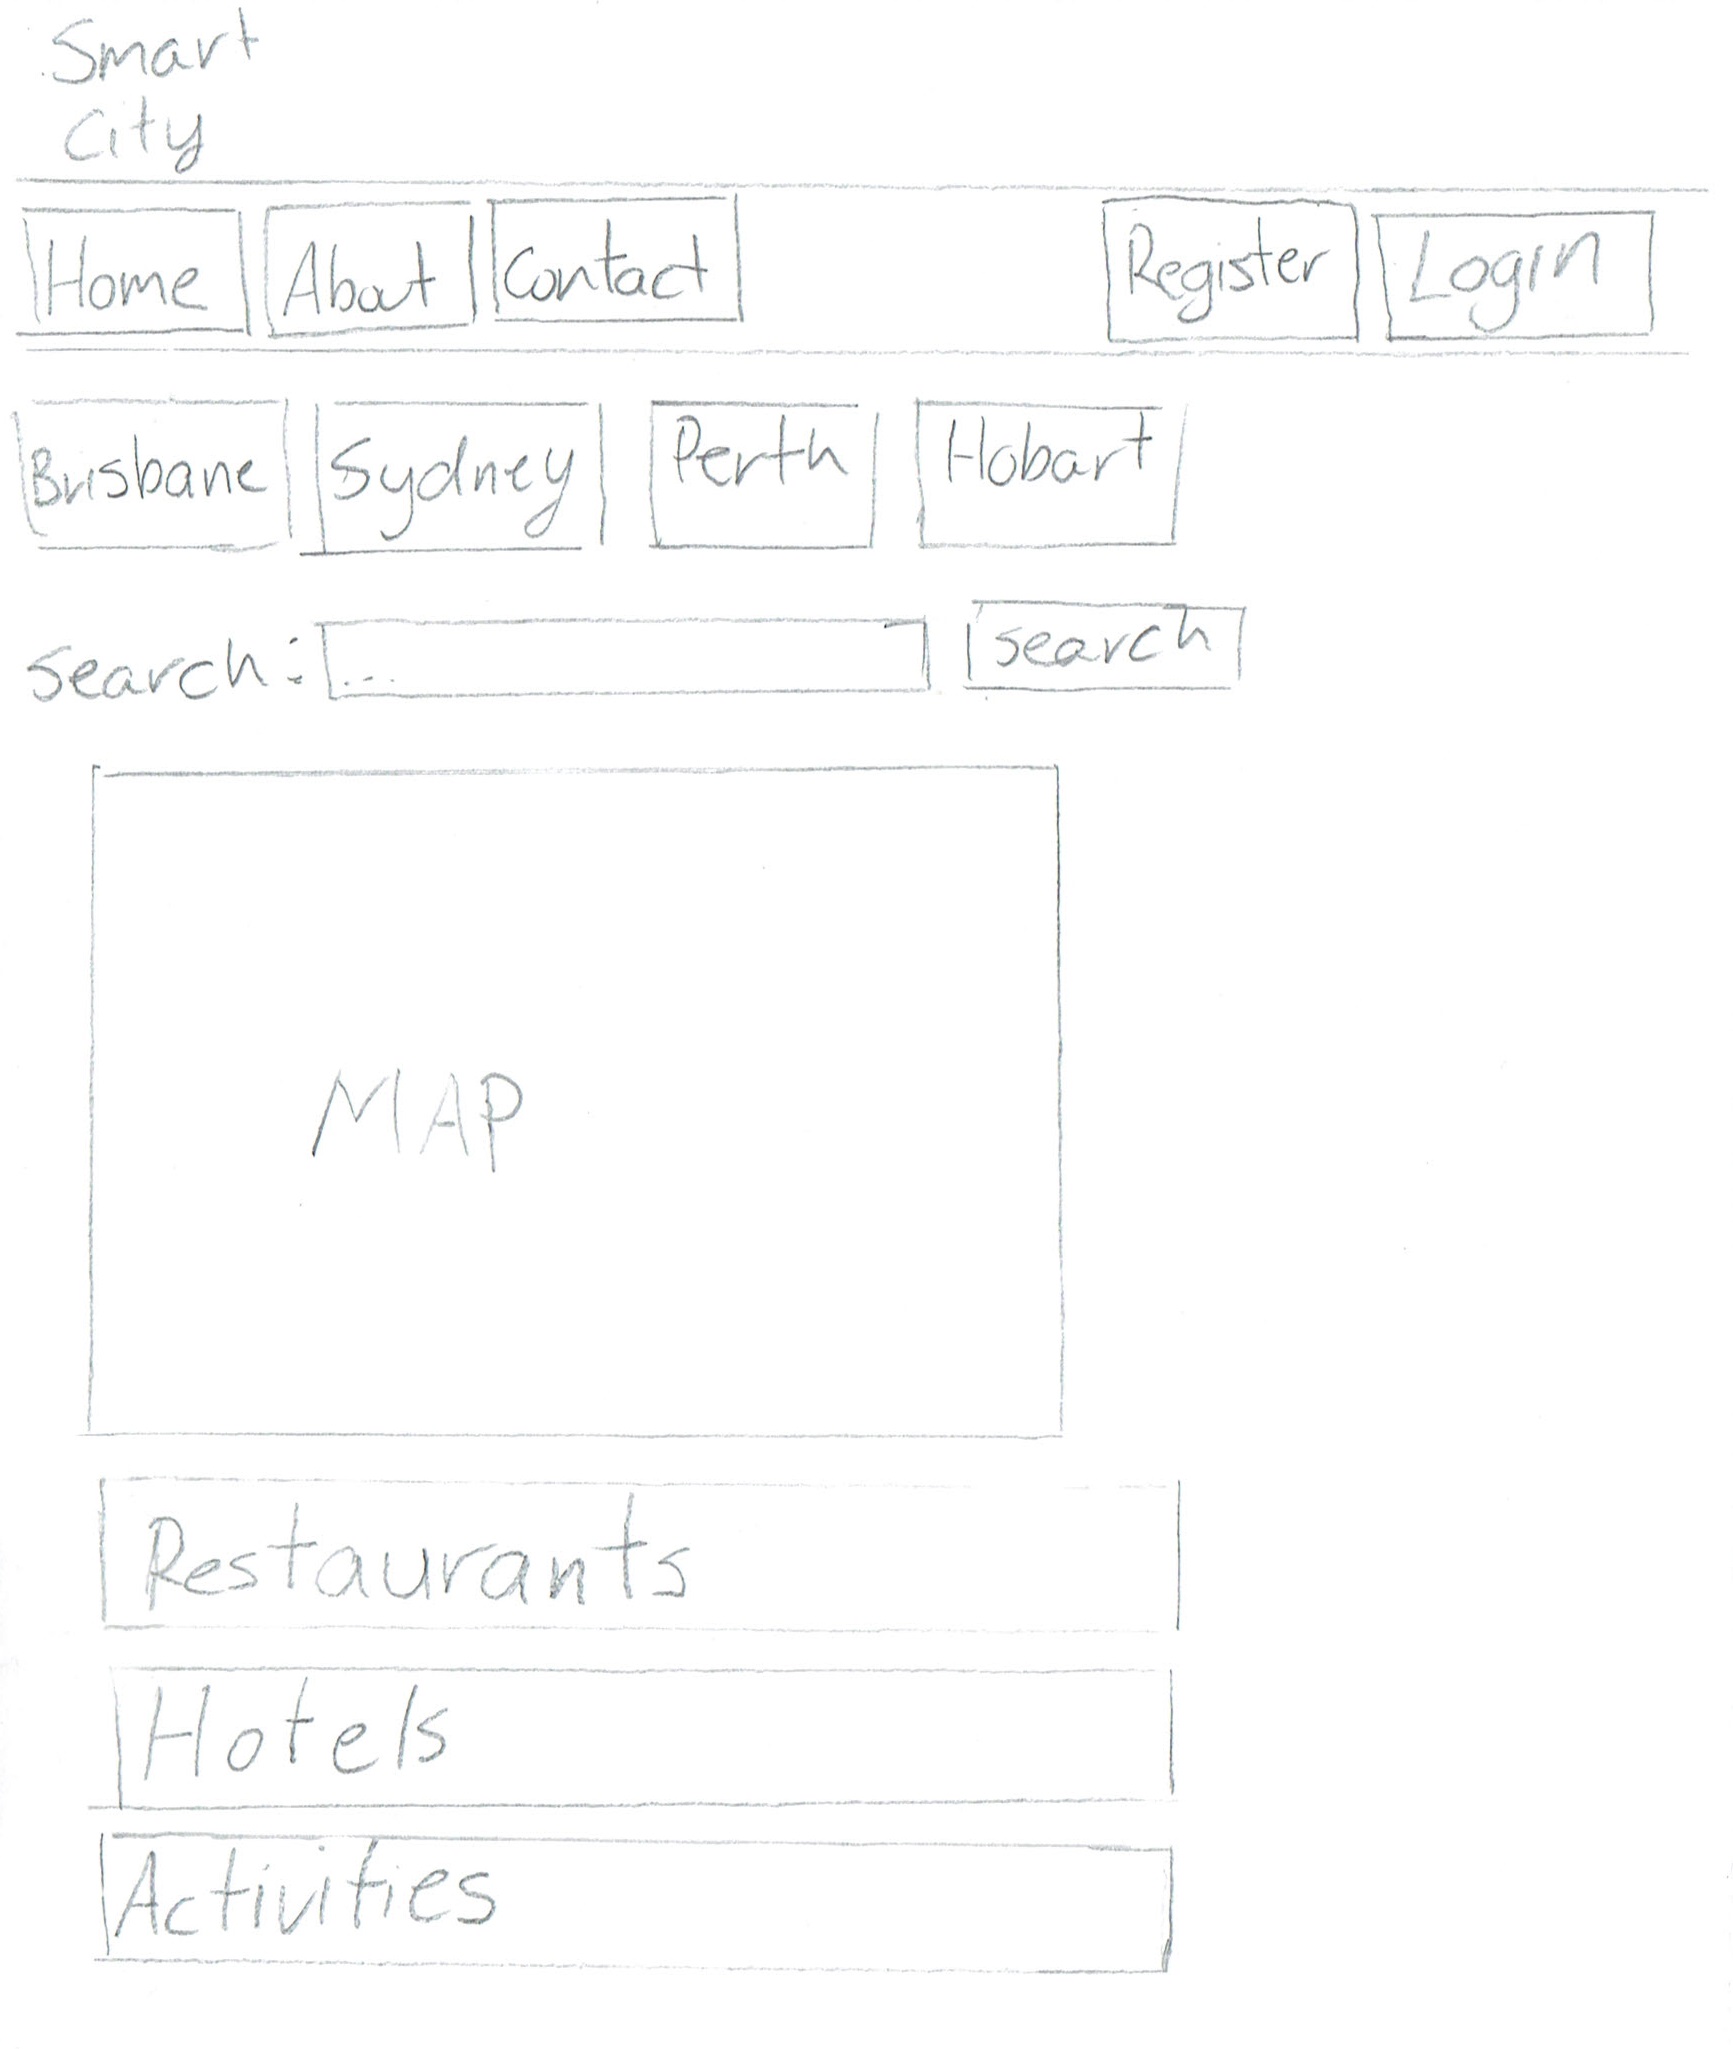 Smart
City
Home About Contact Register Login
Brisbane Sydney Perth Hobart
search: ... search
MAP
Restaurants
Hotels
Activities